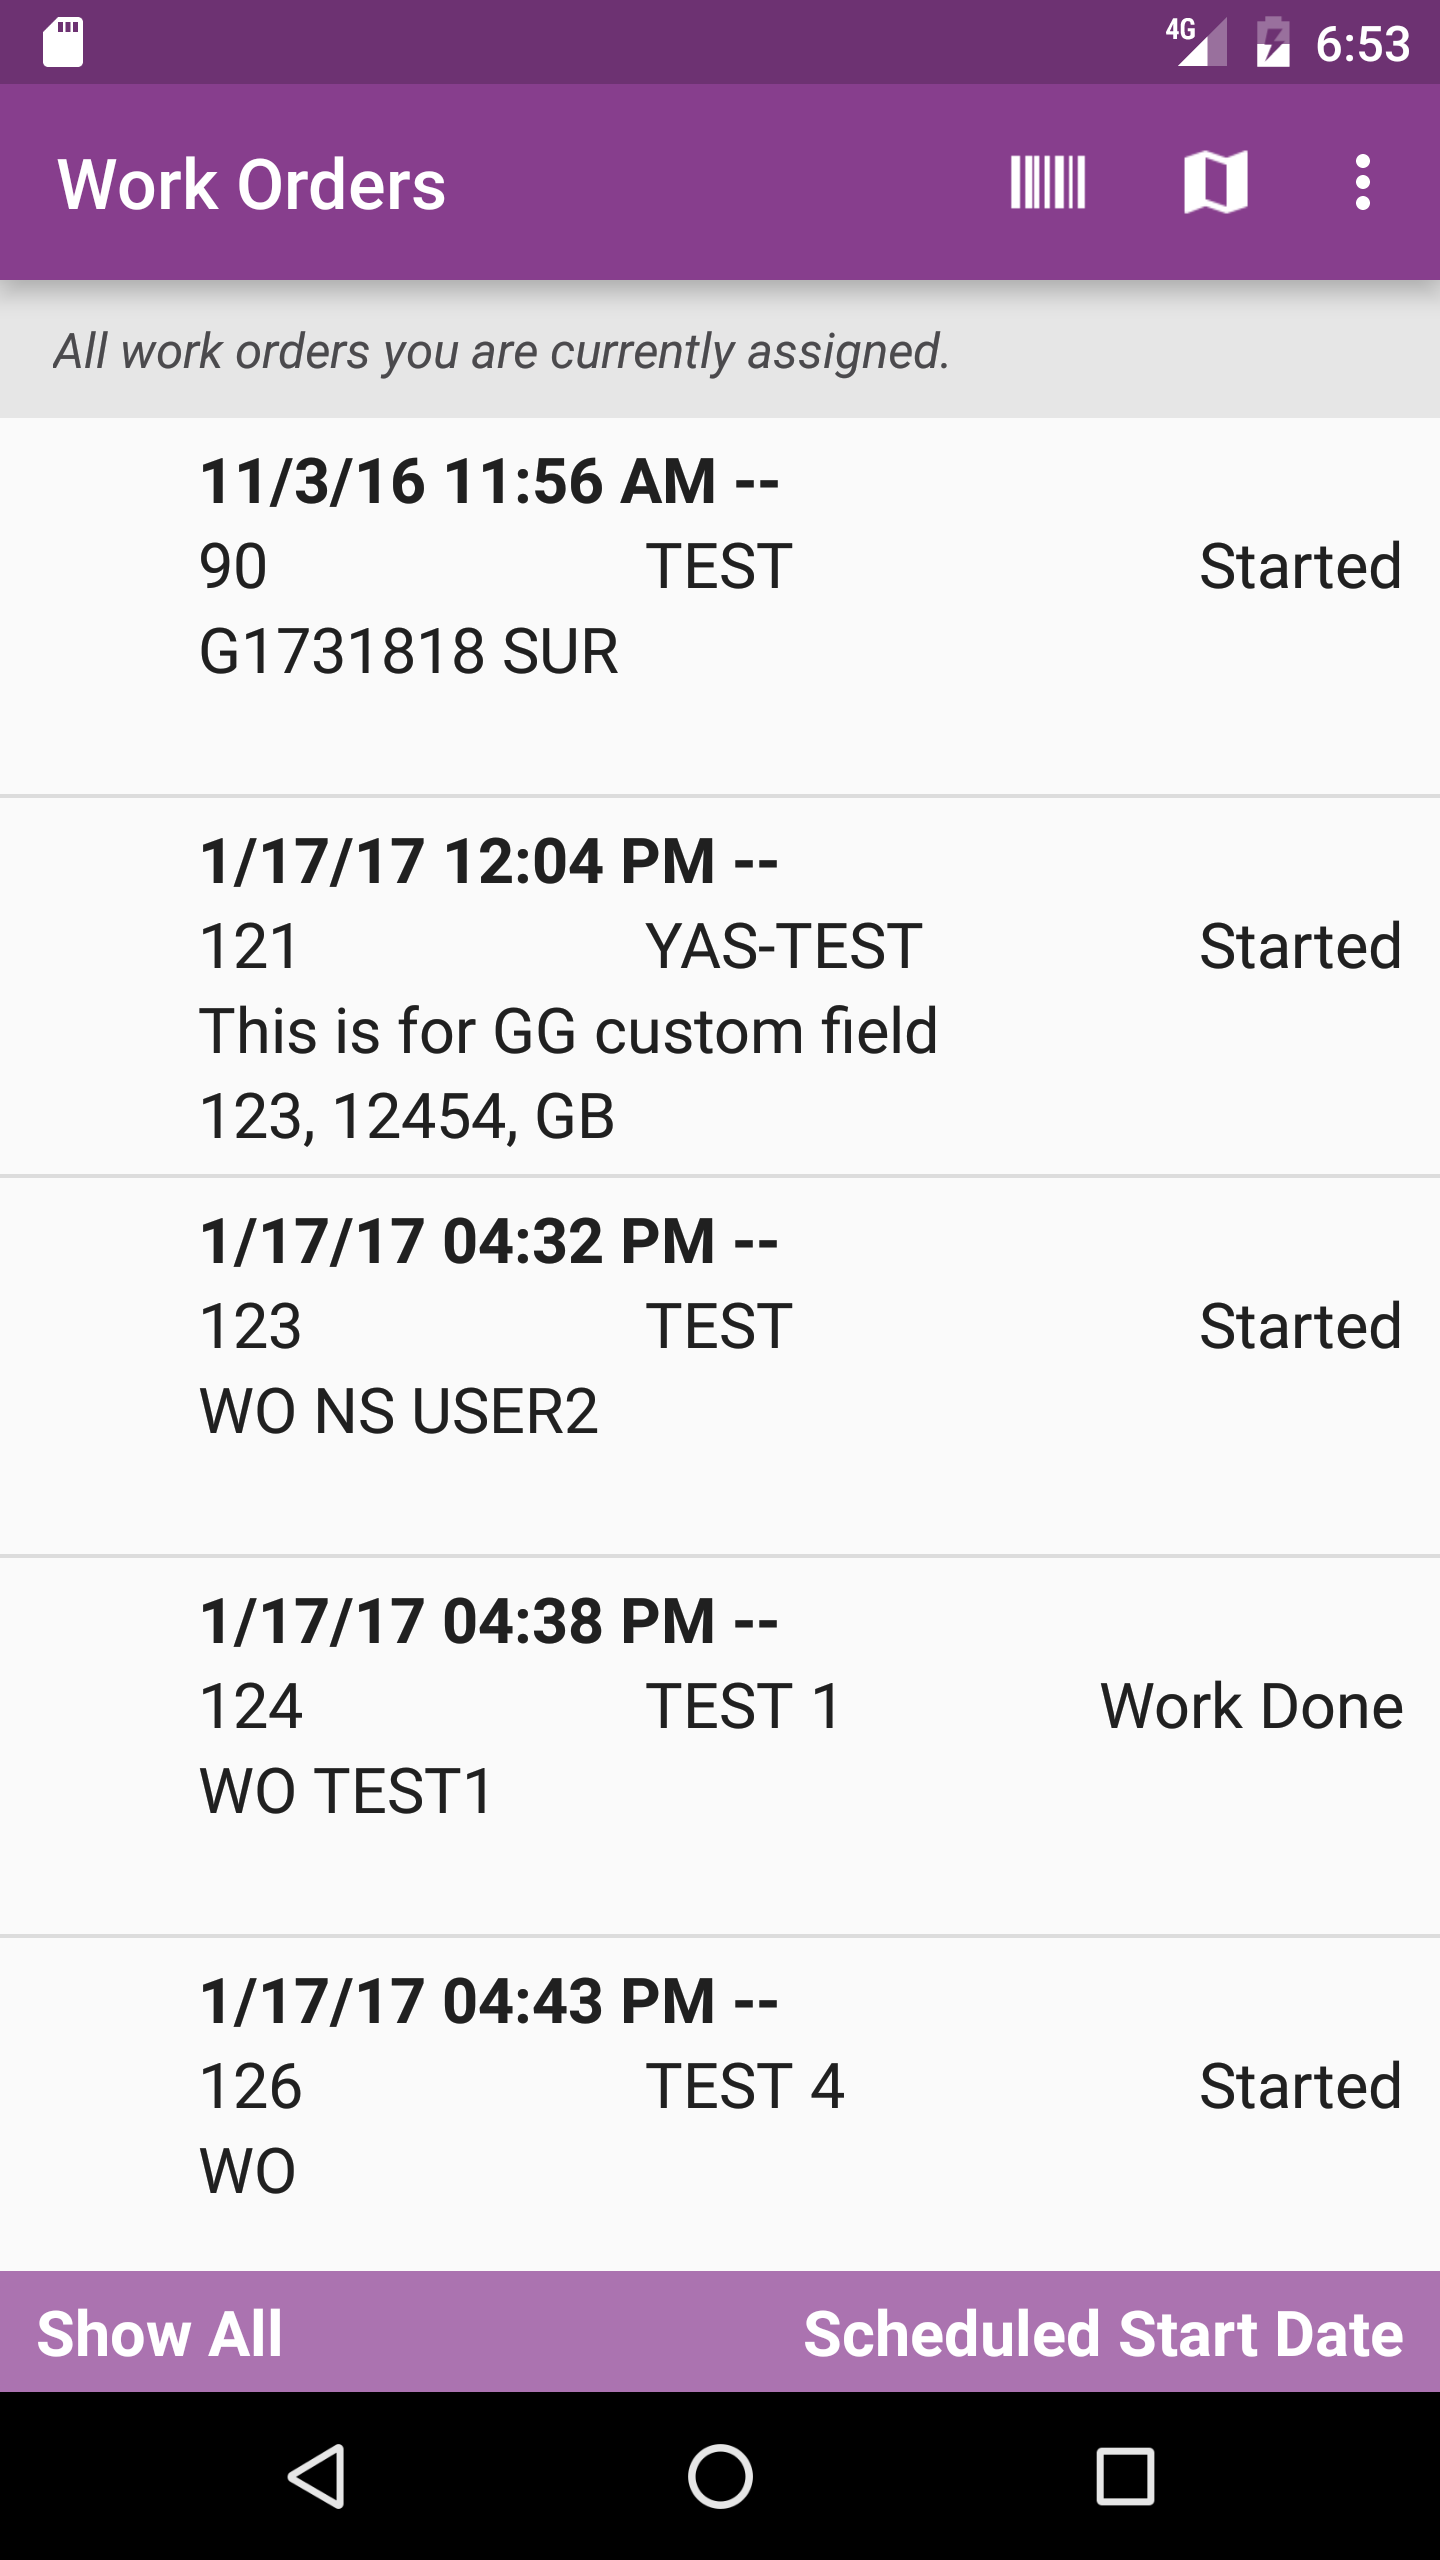 4G 6:53
Work Orders
All work orders you are currently assigned.
11/3/16 11:56 AM --
90 TEST Started
G1731818 SUR
1/17/17 12:04 PM --
121 YAS-TEST Started
This is for GG custom field
123, 12454, GB
1/17/17 04:32 PM --
123 TEST Started
WO NS USER2
1/17/17 04:38 PM --
124 TEST 1 Work Done
WO TEST1
1/17/17 04:43 PM --
126 TEST 4 Started
WO
Show All Scheduled Start Date